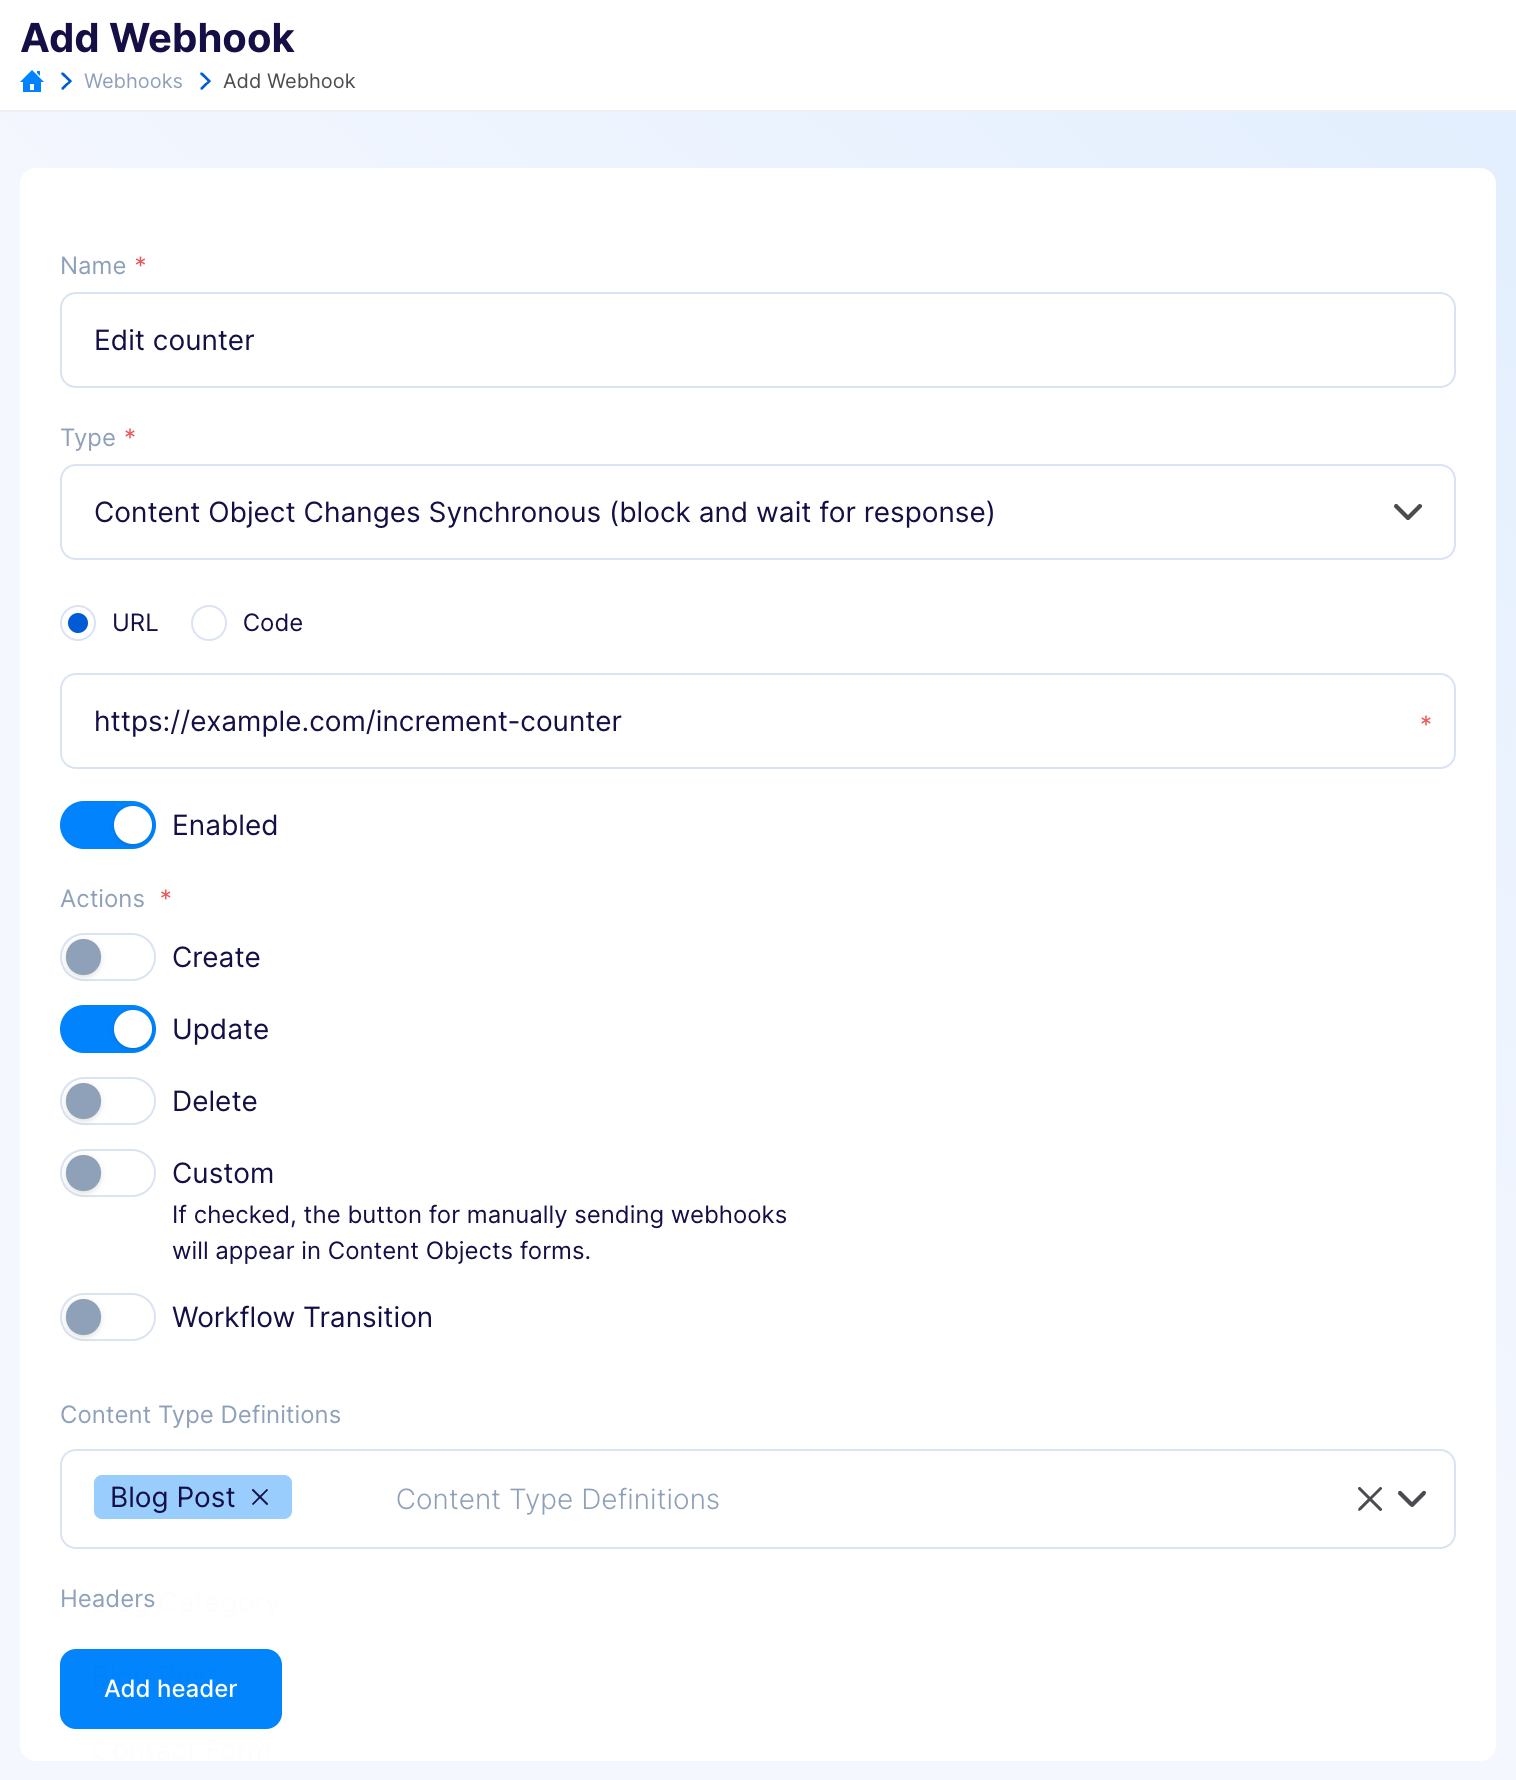 Add Webhook
Webhooks Add Webhook
Name *
Edit counter
Type *
Content Object Changes Synchronous (block and wait for response)
URL Code
https://example.com/increment-counter *
Enabled
Actions *
Create
Update
Delete
Custom
If checked, the button for manually sending webhooks
will appear in Content Objects forms.
Workflow Transition
Content Type Definitions
Blog Post Content Type Definitions
Headers
Add header